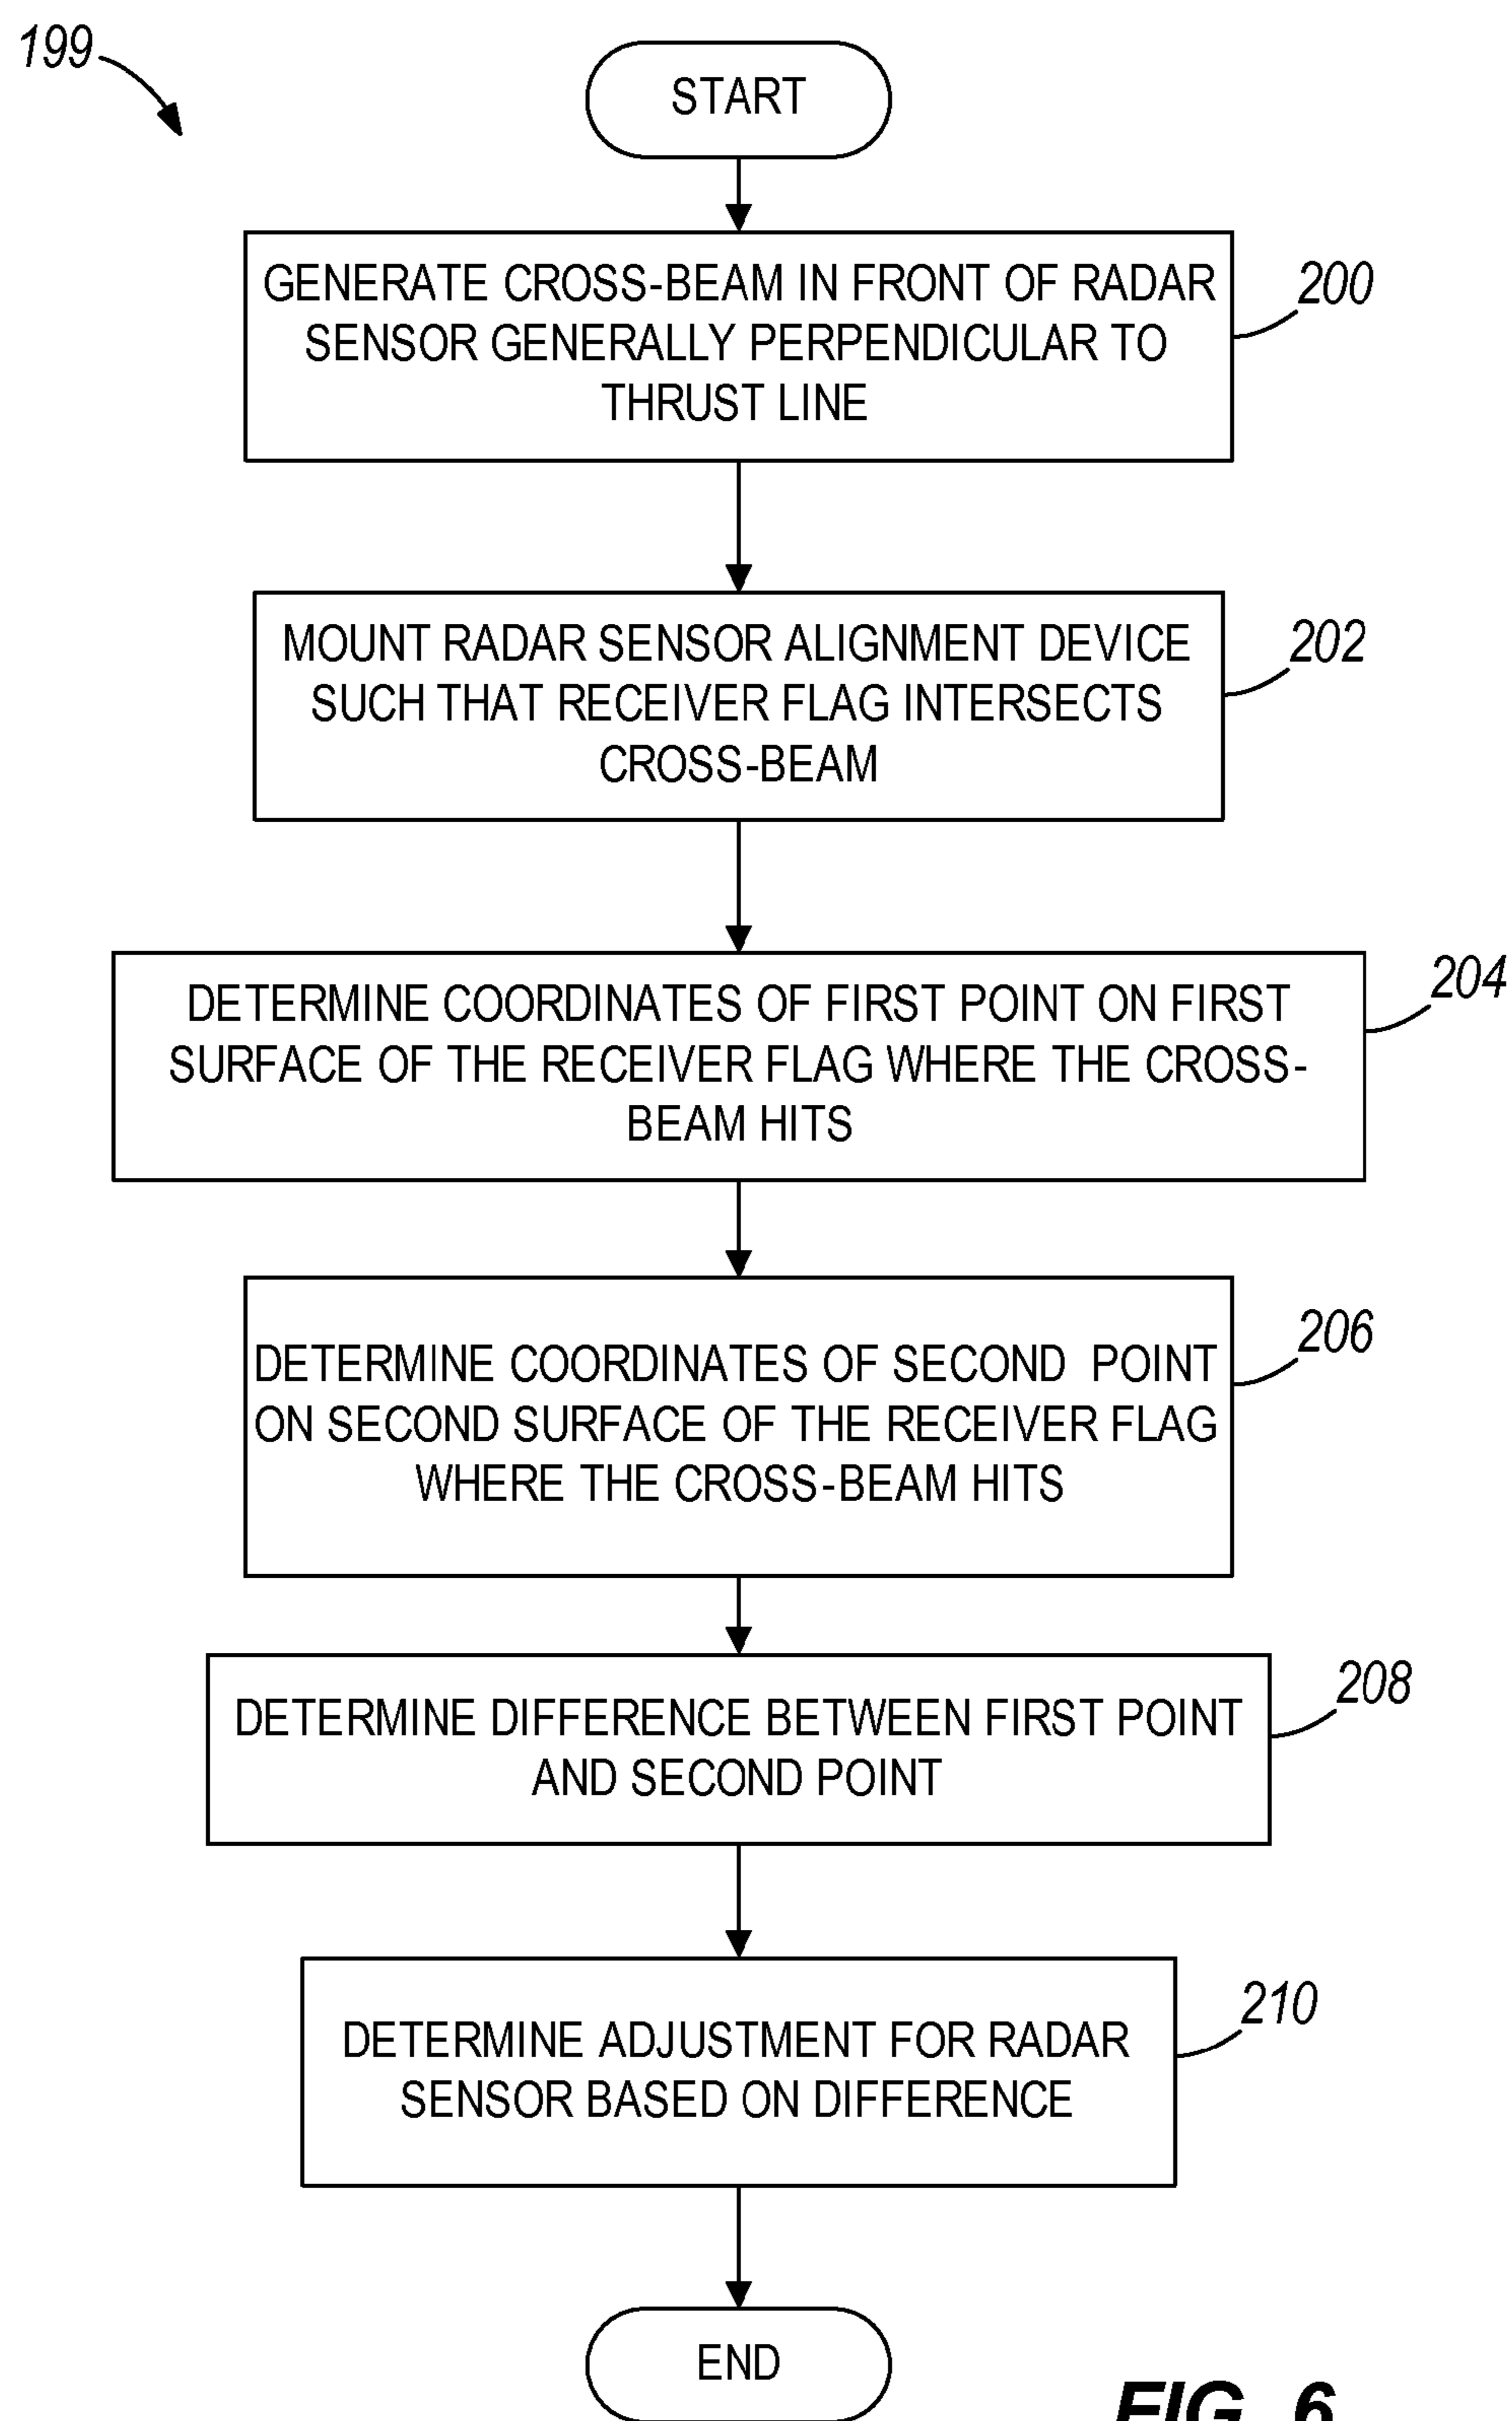 199
START
GENERATE CROSS-BEAM IN FRONT OF RADAR
SENSOR GENERALLY PERPENDICULAR TO
THRUST LINE
200
MOUNT RADAR SENSOR ALIGNMENT DEVICE
SUCH THAT RECEIVER FLAG INTERSECTS
CROSS-BEAM
202
DETERMINE COORDINATES OF FIRST POINT ON FIRST
SURFACE OF THE RECEIVER FLAG WHERE THE CROSS-
BEAM HITS
204
DETERMINE COORDINATES OF SECOND POINT
ON SECOND SURFACE OF THE RECEIVER FLAG
WHERE THE CROSS-BEAM HITS
206
DETERMINE DIFFERENCE BETWEEN FIRST POINT
AND SECOND POINT
208
DETERMINE ADJUSTMENT FOR RADAR
SENSOR BASED ON DIFFERENCE
210
END
FIG. 6